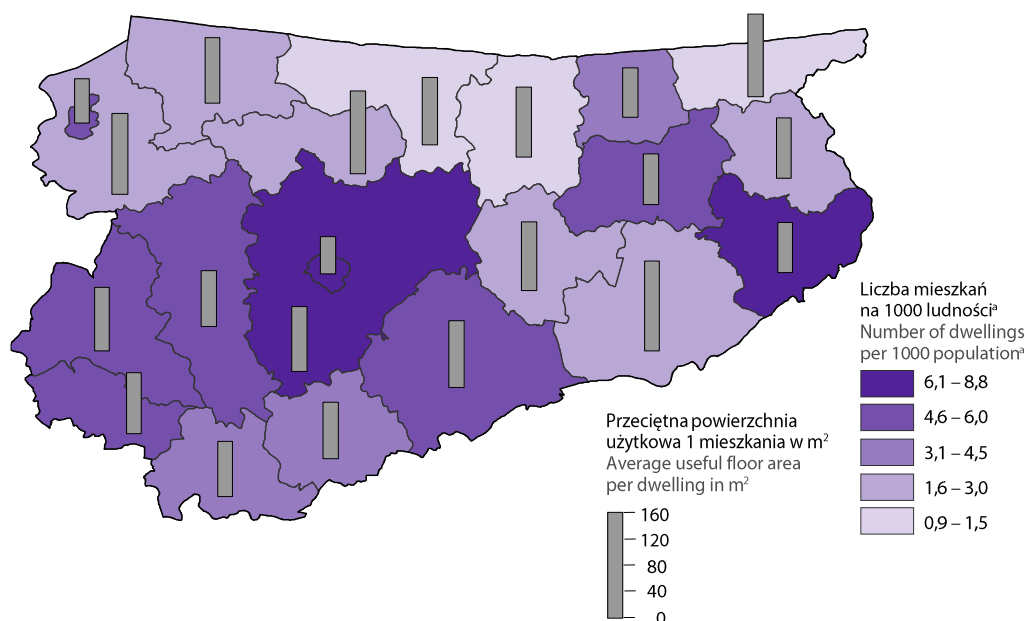 Liczba mieszkań
na 1000 ludnościᵃ
Number of dwellings
per 1000 populationᵃ
6,1 – 8,8
4,6 – 6,0
3,1 – 4,5
1,6 – 3,0
0,9 – 1,5
Przeciętna powierzchnia
użytkowa 1 mieszkania w m²
Average useful floor area
per dwelling in m²
160
120
80
40
0